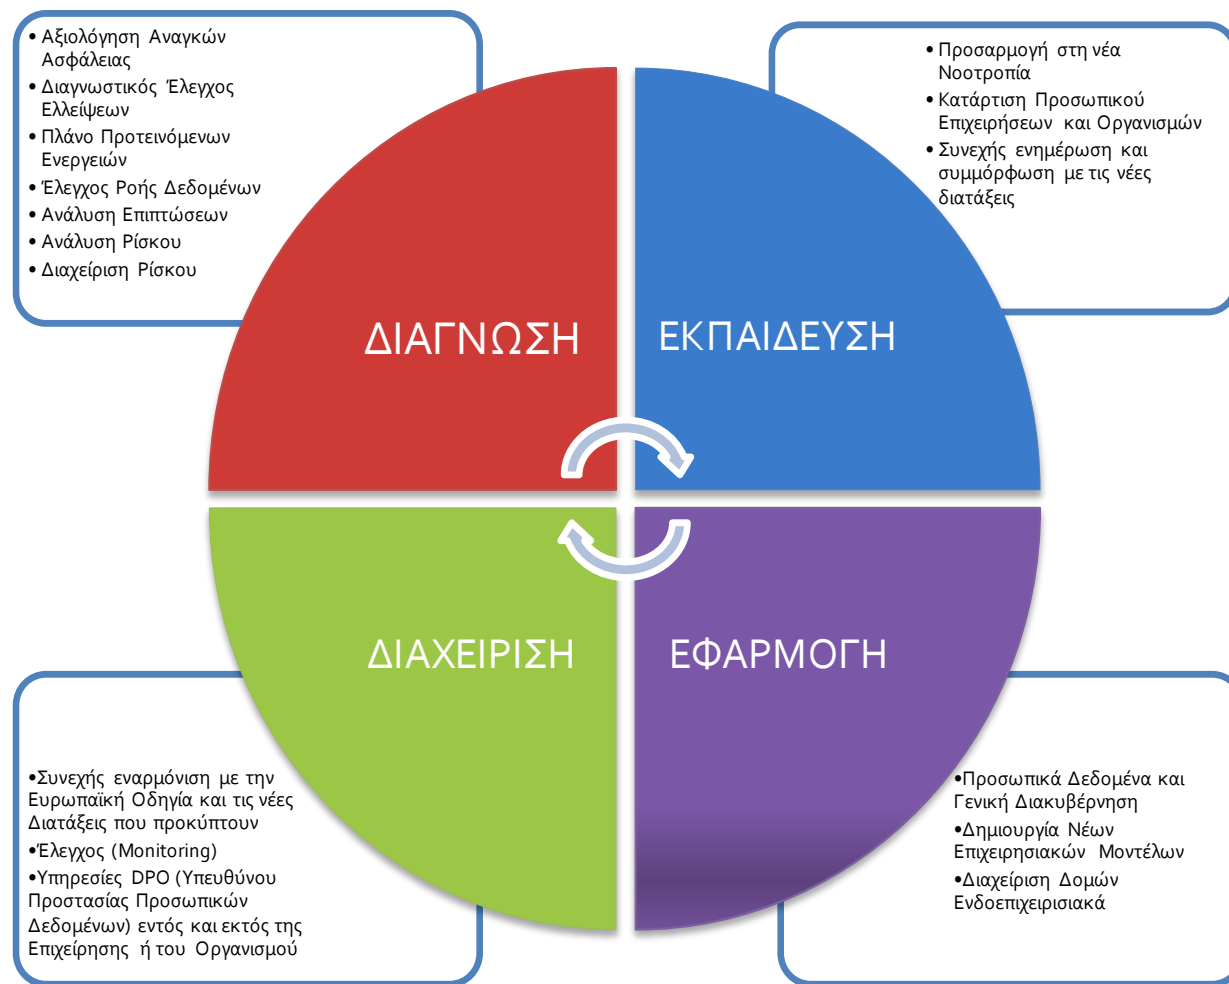 • Αξιολόγηση Αναγκών
Ασφάλειας
• Διαγνωστικός Έλεγχος
Ελλείψεων
• Πλάνο Προτεινόμενων
Ενεργειών
• Έλεγχος Ροής Δεδομένων
• Ανάλυση Επιπτώσεων
• Ανάλυση Ρίσκου
• Διαχείριση Ρίσκου
• Προσαρμογή στη νέα
Νοοτροπία
• Κατάρτιση Προσωπικού
Επιχειρήσεων και Οργανισμών
• Συνεχής ενημέρωση και
συμμόρφωση με τις νέες
διατάξεις
ΔΙΑΓΝΩΣΗ
ΕΚΠΑΙΔΕΥΣΗ
ΔΙΑΧΕΙΡΙΣΗ
ΕΦΑΡΜΟΓΗ
•Συνεχής εναρμόνιση με την
Ευρωπαϊκή Οδηγία και τις νέες
Διατάξεις που προκύπτουν
•Έλεγχος (Monitoring)
•Υπηρεσίες DPO (Υπευθύνου
Προστασίας Προσωπικών
Δεδομένων) εντός και εκτός της
Επιχείρησης ή του Οργανισμού
•Προσωπικά Δεδομένα και
Γενική Διακυβέρνηση
•Δημιουργία Νέων
Επιχειρησιακών Μοντέλων
•Διαχείριση Δομών
Ενδοεπιχειρισιακά